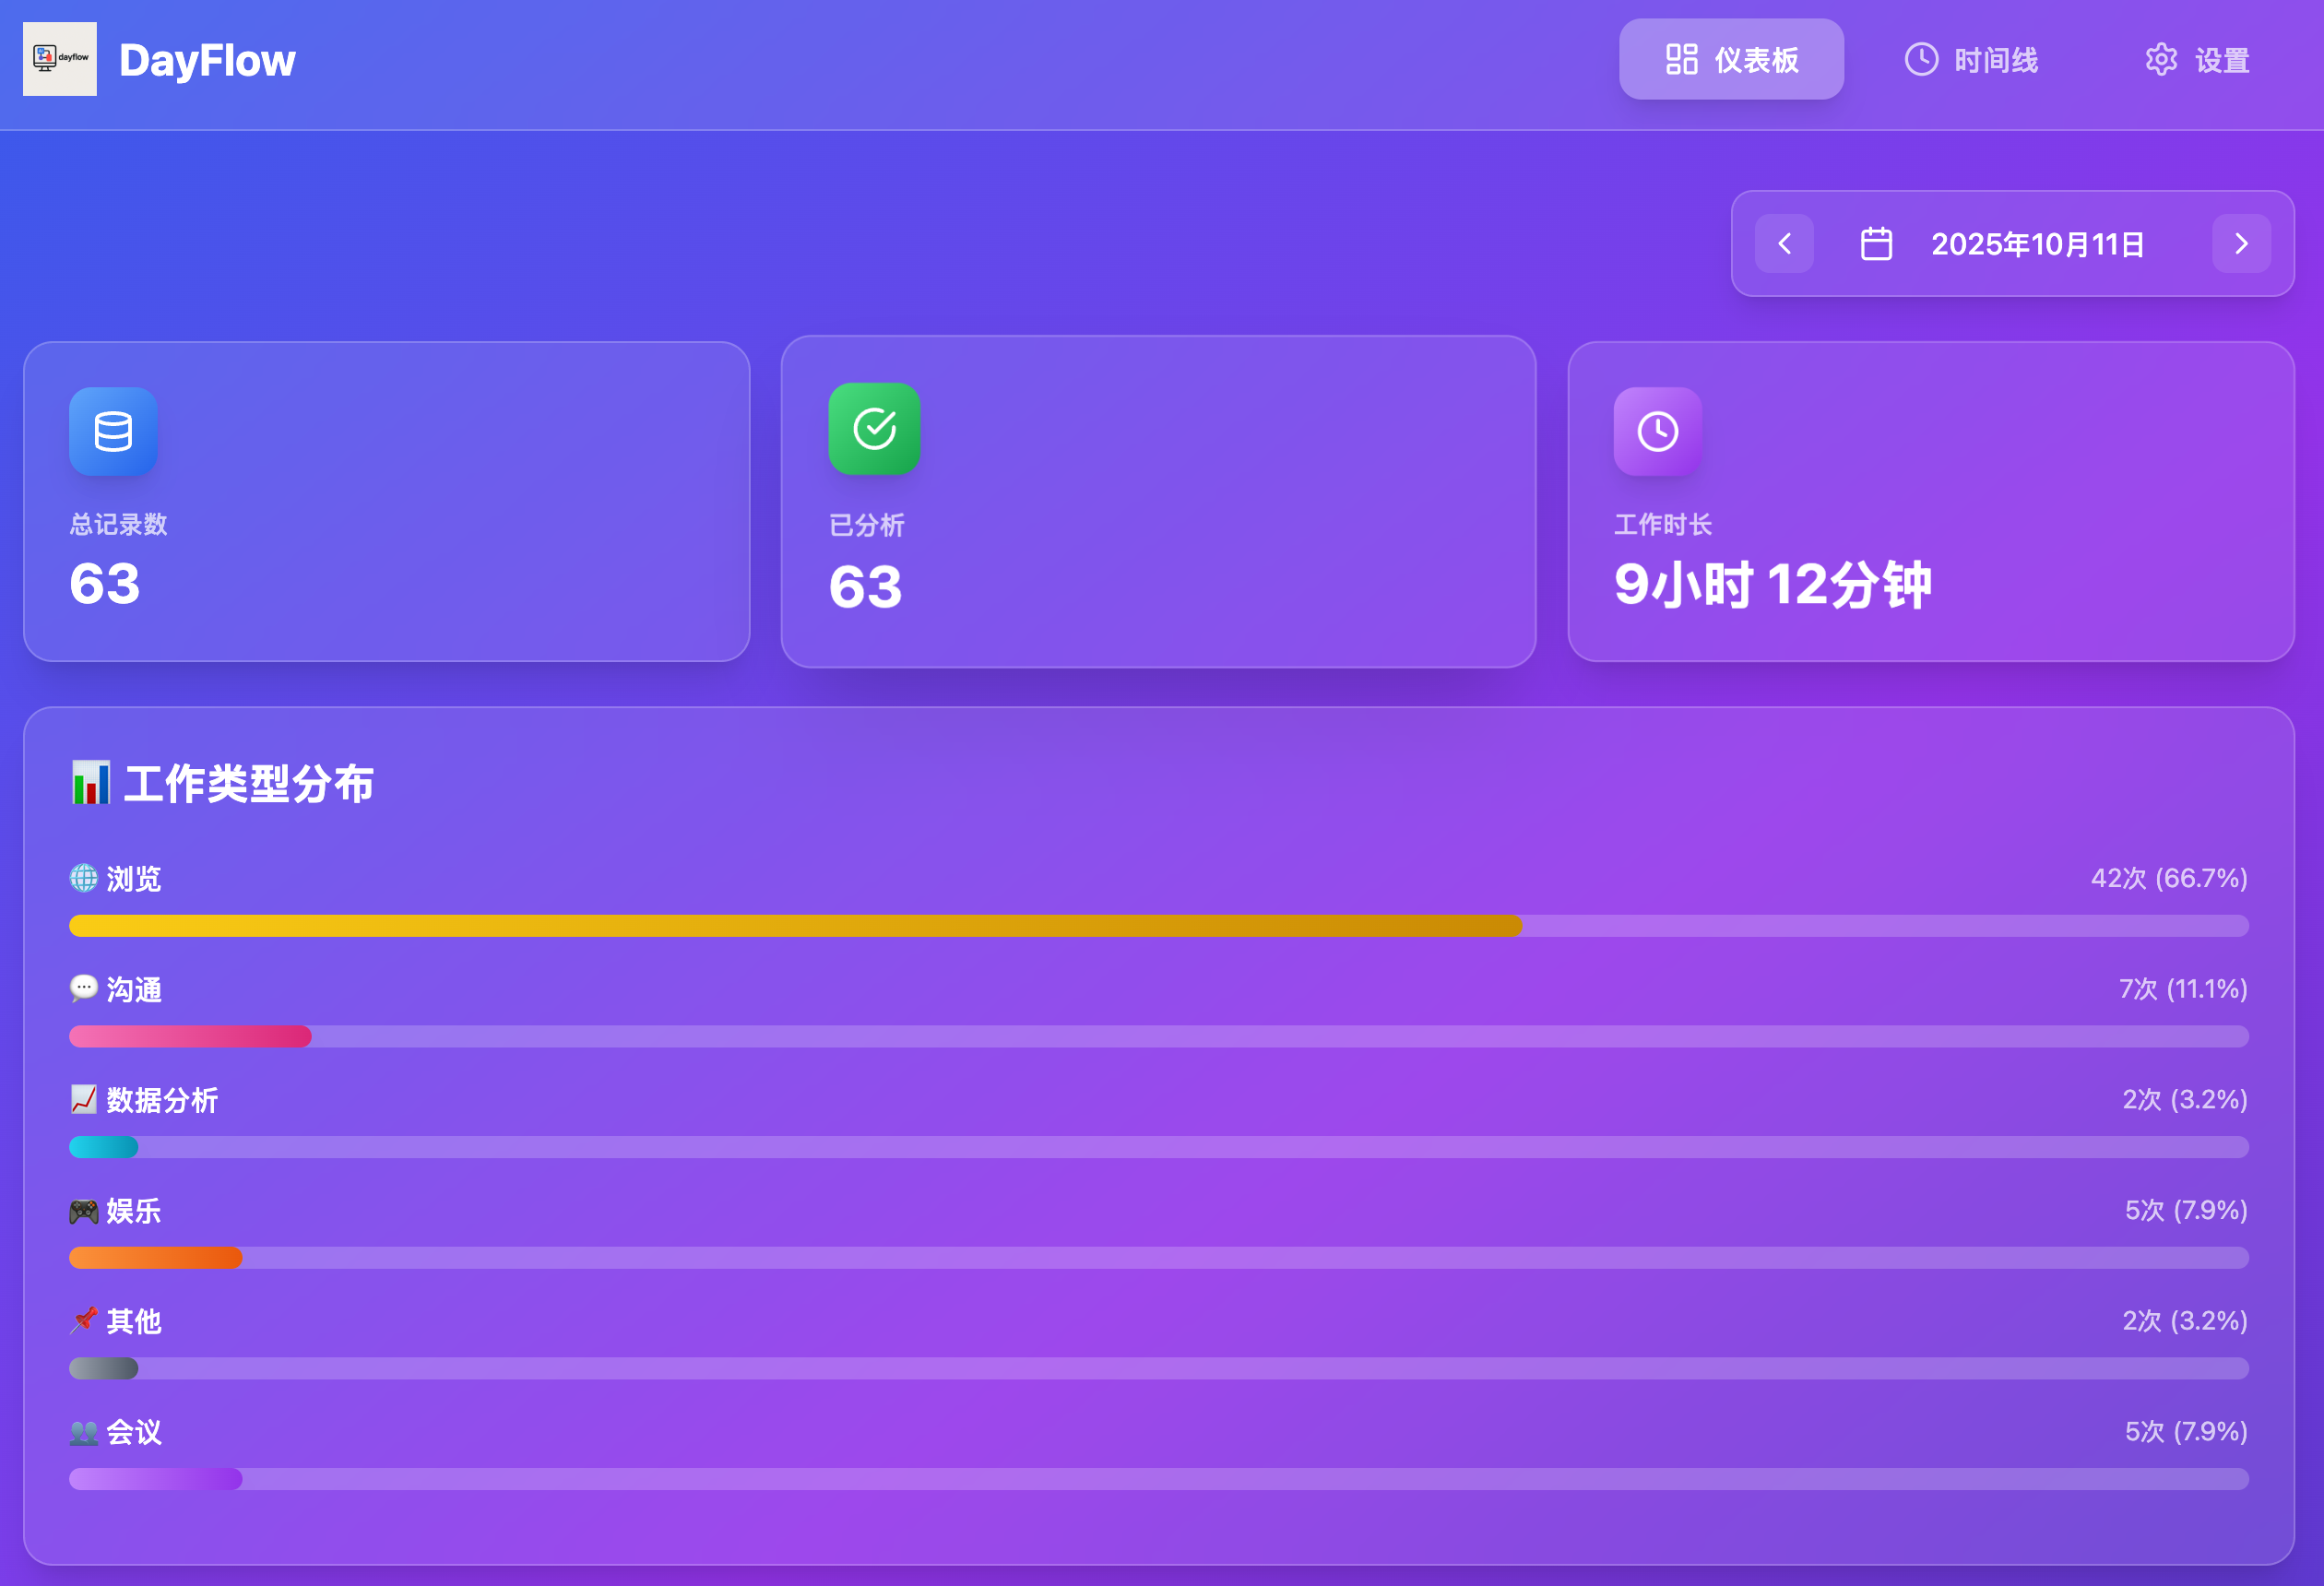 dayflow
DayFlow
仪表板
时间线
设置
2025年10月11日
总记录数
63
已分析
63
工作时长
9小时 12分钟
工作类型分布
浏览
42次 (66.7%)
沟通
7次 (11.1%)
数据分析
2次 (3.2%)
娱乐
5次 (7.9%)
其他
2次 (3.2%)
会议
5次 (7.9%)